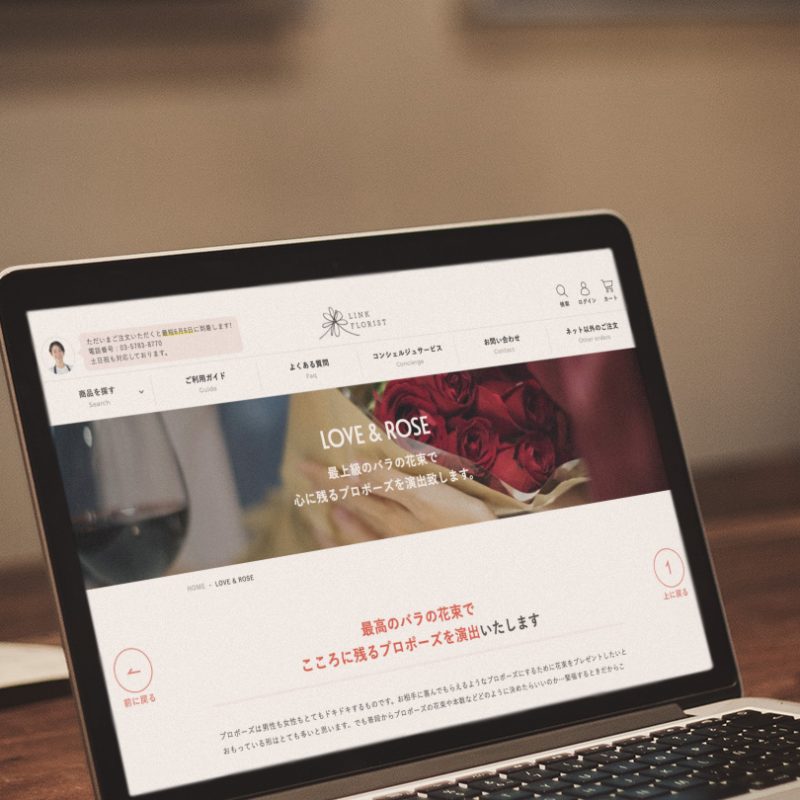 ただいまご注文いただくと最短6月6日に到着します!
電話番号：03-5783-8770
土日祝も対応しております。
LINK
FLORIST
検索
ログイン
カート
商品を探す
Search
ご利用ガイド
Guide
よくある質問
Faq
コンシェルジュサービス
Concierge
お問い合わせ
Contact
ネット以外のご注文
Other orders
LOVE & ROSE
最上級のバラの花束で
心に残るプロポーズを演出致します。
HOME - LOVE & ROSE
上に戻る
前に戻る
最高のバラの花束で
こころに残るプロポーズを演出いたします
プロポーズは男性も女性もとてもドキドキするものです。お相手に喜んでもらえるようなプロポーズにするために花束をプレゼントしたいと
おもっている形はとても多いと思います。でも普段からプロポーズの花束や本数などどのように決めたらいいのか…緊張するときだからこ